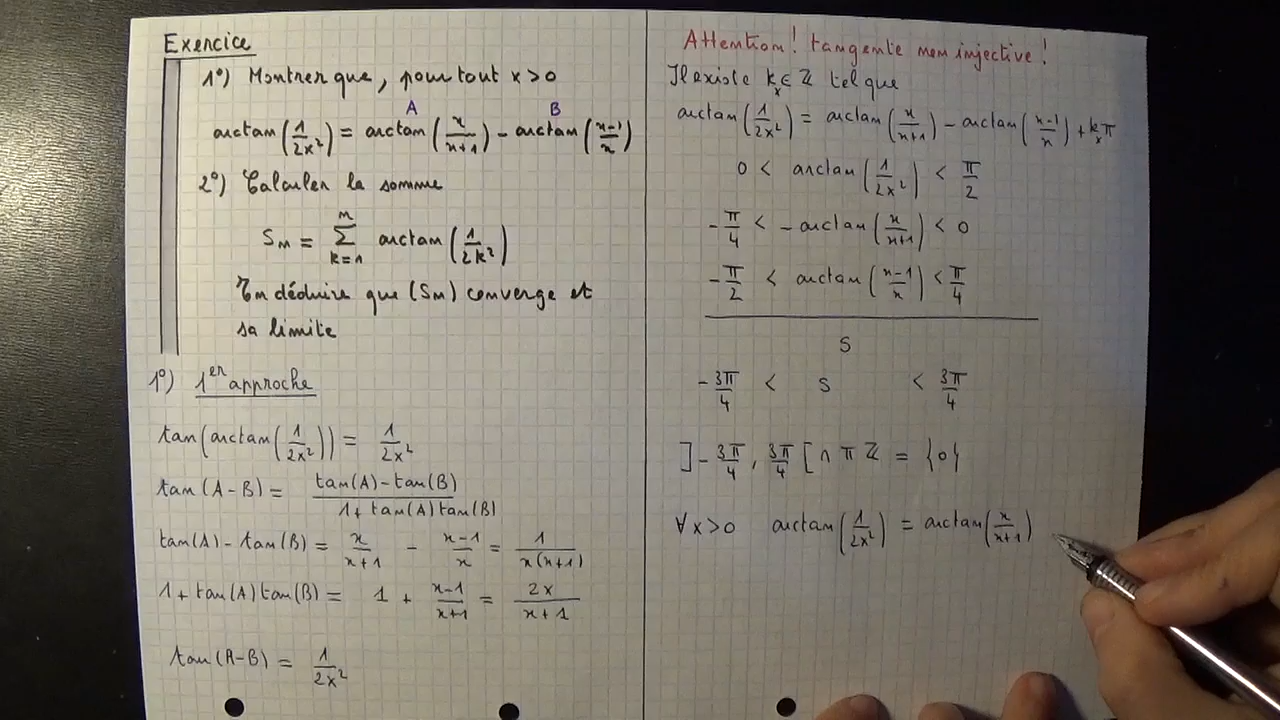 Exercice
1°) Montrer que, pour tout x>0
A B
arctan(1/2x²) = arctan(x/x+1) - arctan(x-1/x)
2°) Calculer la somme
Sn = Σ_{k=1}^{n} arctan(1/2k²)
En déduire que (Sn) converge et
sa limite
1°) 1er approche
tan(arctan(1/2x²)) = 1/2x²
tan(A-B) = tan(A)-tan(B) / 1+tan(A)tan(B)
tan(A)-tan(B) = x/x+1 - x-1/x = 1/x(x+1)
1+tan(A)tan(B) = 1 + x-1/x+1 = 2x/x+1
tan(A-B) = 1/2x²
Attention! tangente non injective!
Il existe kₓ∈ℤ tel que
arctan(1/2x²) = arctan(x/x+1) - arctan(x-1/x) + kₓπ
0 < arctan(1/2x²) < π/2
-π/4 < -arctan(x/x+1) < 0
-π/2 < arctan(x-1/x) < π/4
S
-3π/4 < S < 3π/4
]-3π/4, 3π/4[ ∩ πℤ = {0}
∀x>0 arctan(1/2x²) = arctan(x/x+1)